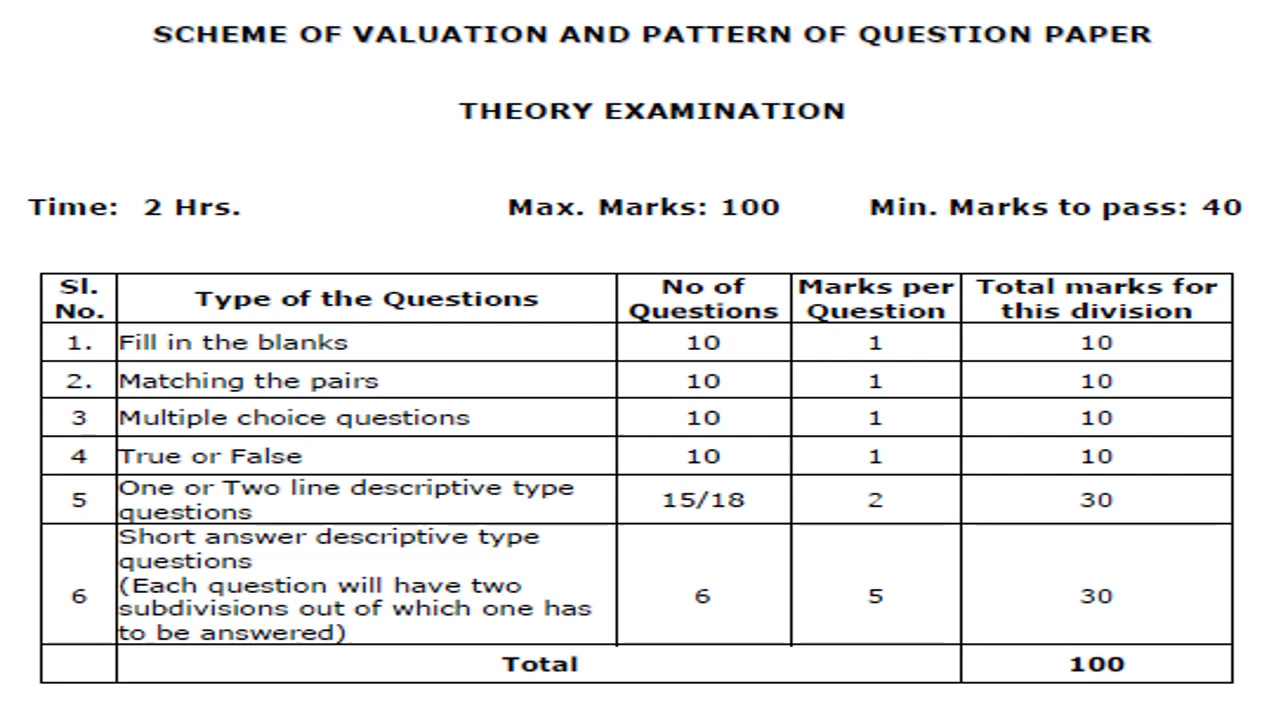 SCHEME OF VALUATION AND PATTERN OF QUESTION PAPER
THEORY EXAMINATION
Time: 2 Hrs. Max. Marks: 100 Min. Marks to pass: 40
Sl. No. Type of the Questions No of Questions Marks per Question Total marks for this division
1. Fill in the blanks 10 1 10
2. Matching the pairs 10 1 10
3 Multiple choice questions 10 1 10
4 True or False 10 1 10
5 One or Two line descriptive type questions 15/18 2 30
6 Short answer descriptive type
questions
(Each question will have two
subdivisions out of which one has
to be answered) 6 5 30
Total 100